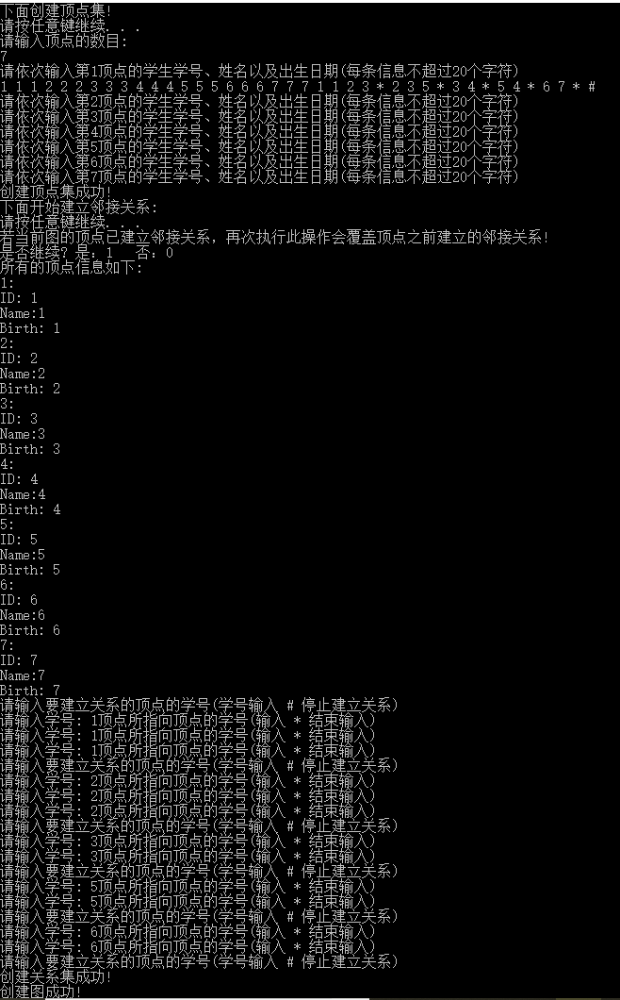 下面创建顶点集!
请按任意键继续. . .
请输入顶点的数目:
7
请依次输入第1顶点的学生学号、姓名以及出生日期(每条信息不超过20个字符)
1 1 1 2 2 2 3 3 3 4 4 4 5 5 5 6 6 6 7 7 7 1 1 2 3 * 2 3 5 * 3 4 * 5 4 * 6 7 * #
请依次输入第2顶点的学生学号、姓名以及出生日期(每条信息不超过20个字符)
请依次输入第3顶点的学生学号、姓名以及出生日期(每条信息不超过20个字符)
请依次输入第4顶点的学生学号、姓名以及出生日期(每条信息不超过20个字符)
请依次输入第5顶点的学生学号、姓名以及出生日期(每条信息不超过20个字符)
请依次输入第6顶点的学生学号、姓名以及出生日期(每条信息不超过20个字符)
请依次输入第7顶点的学生学号、姓名以及出生日期(每条信息不超过20个字符)
创建顶点集成功!
下面开始建立邻接关系:
请按任意键继续. . .
若当前图的顶点已建立邻接关系，再次执行此操作会覆盖顶点之前建立的邻接关系!
是否继续? 是：1 __否：0
所有的顶点信息如下:
1:
ID: 1
Name:1
Birth: 1
2:
ID: 2
Name:2
Birth: 2
3:
ID: 3
Name:3
Birth: 3
4:
ID: 4
Name:4
Birth: 4
5:
ID: 5
Name:5
Birth: 5
6:
ID: 6
Name:6
Birth: 6
7:
ID: 7
Name:7
Birth: 7
请输入要建立关系的顶点的学号(学号输入 # 停止建立关系)
请输入学号: 1顶点所指向顶点的学号(输入 * 结束输入)
请输入学号: 1顶点所指向顶点的学号(输入 * 结束输入)
请输入学号: 1顶点所指向顶点的学号(输入 * 结束输入)
请输入要建立关系的顶点的学号(学号输入 # 停止建立关系)
请输入学号: 2顶点所指向顶点的学号(输入 * 结束输入)
请输入学号: 2顶点所指向顶点的学号(输入 * 结束输入)
请输入学号: 2顶点所指向顶点的学号(输入 * 结束输入)
请输入要建立关系的顶点的学号(学号输入 # 停止建立关系)
请输入学号: 3顶点所指向顶点的学号(输入 * 结束输入)
请输入学号: 3顶点所指向顶点的学号(输入 * 结束输入)
请输入要建立关系的顶点的学号(学号输入 # 停止建立关系)
请输入学号: 5顶点所指向顶点的学号(输入 * 结束输入)
请输入学号: 5顶点所指向顶点的学号(输入 * 结束输入)
请输入要建立关系的顶点的学号(学号输入 # 停止建立关系)
请输入学号: 6顶点所指向顶点的学号(输入 * 结束输入)
请输入学号: 6顶点所指向顶点的学号(输入 * 结束输入)
请输入要建立关系的顶点的学号(学号输入 # 停止建立关系)
创建关系集成功!
创建图成功!